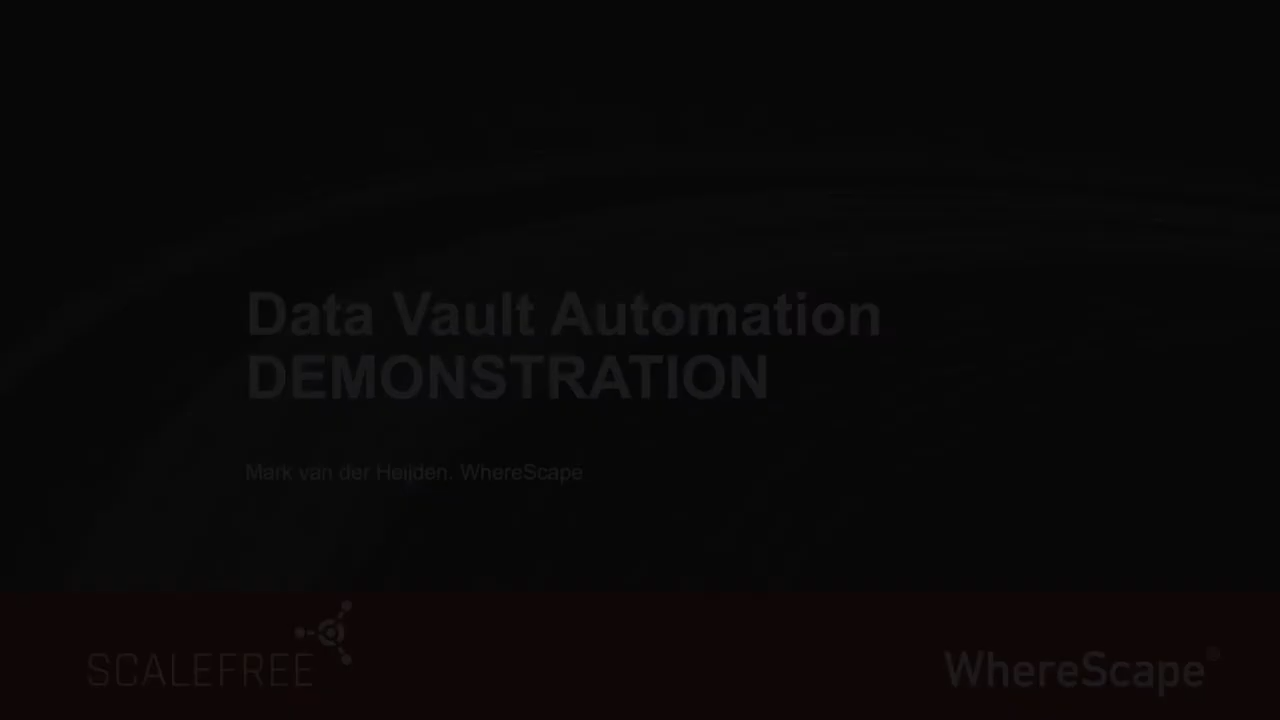 Data Vault Automation
DEMONSTRATION
Mark van der Heijden. WhereScape
SCALEFREE
WhereScape®